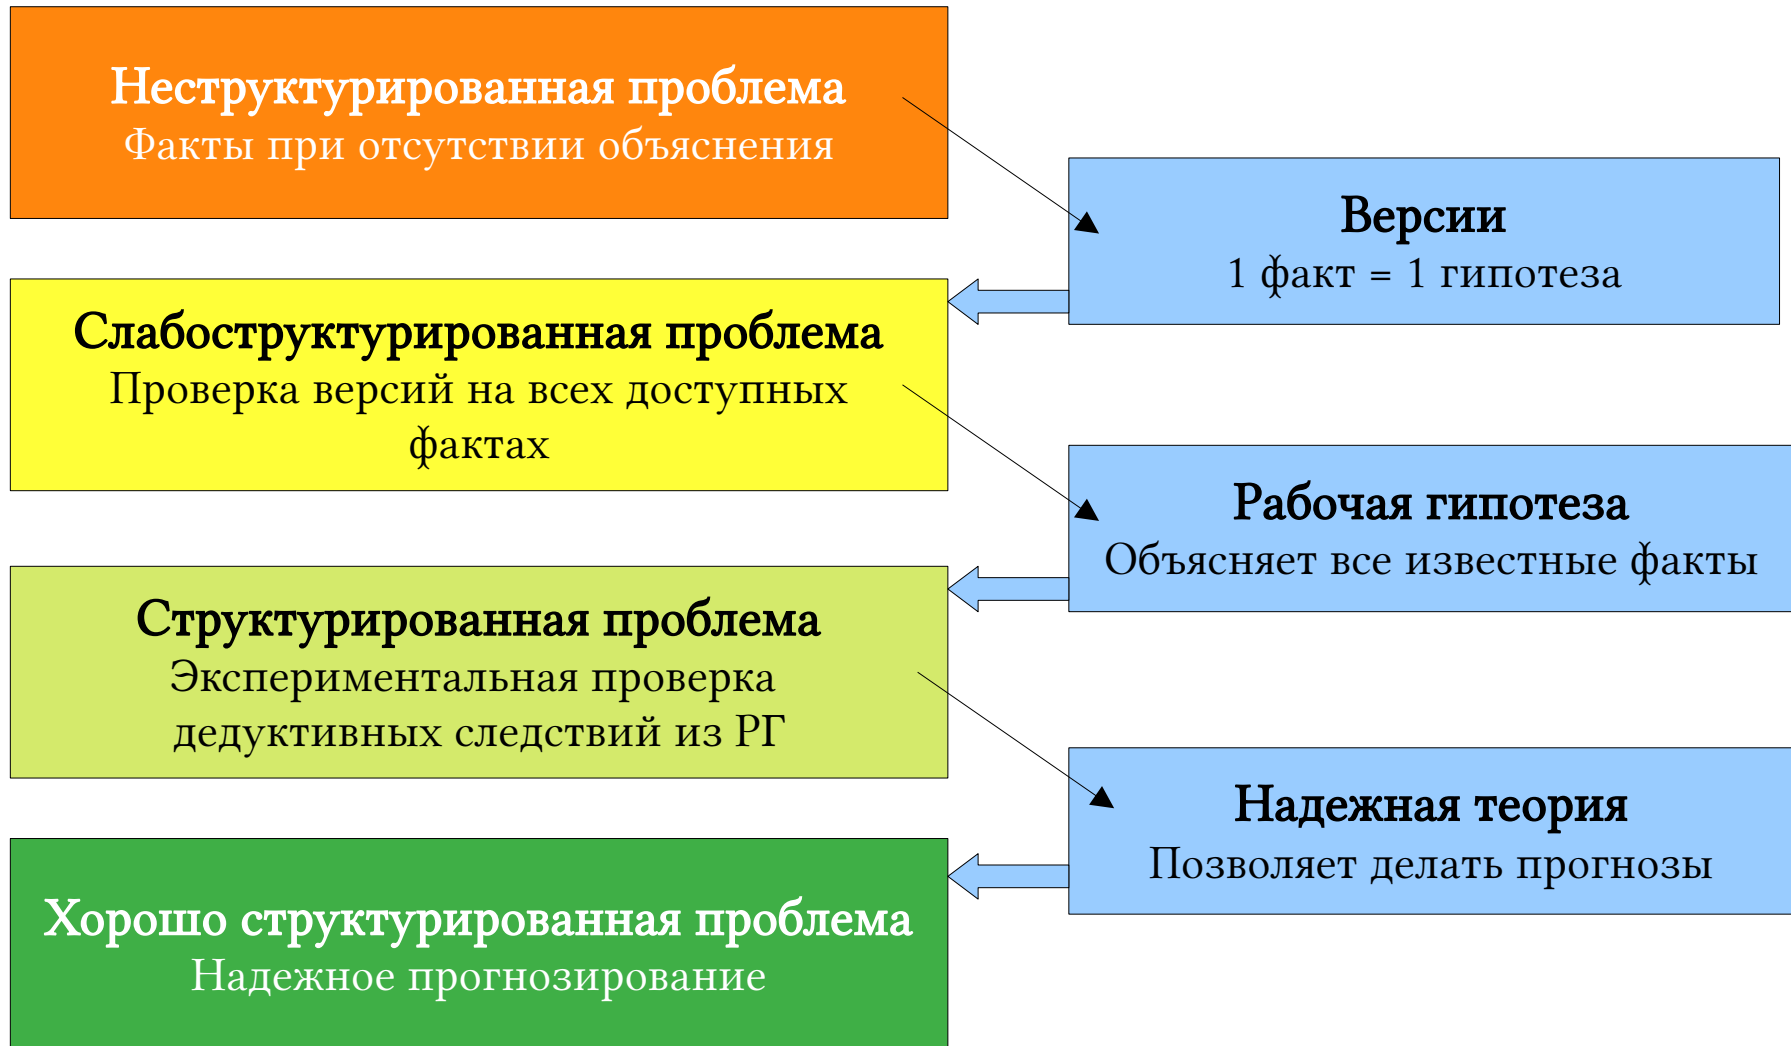 Неструктурированная проблема
Факты при отсутствии объяснения
Версии
1 факт = 1 гипотеза
Слабоструктурированная проблема
Проверка версий на всех доступных
фактах
Рабочая гипотеза
Объясняет все известные факты
Структурированная проблема
Экспериментальная проверка
дедуктивных следствий из РГ
Надежная теория
Позволяет делать прогнозы
Хорошо структурированная проблема
Надежное прогнозирование